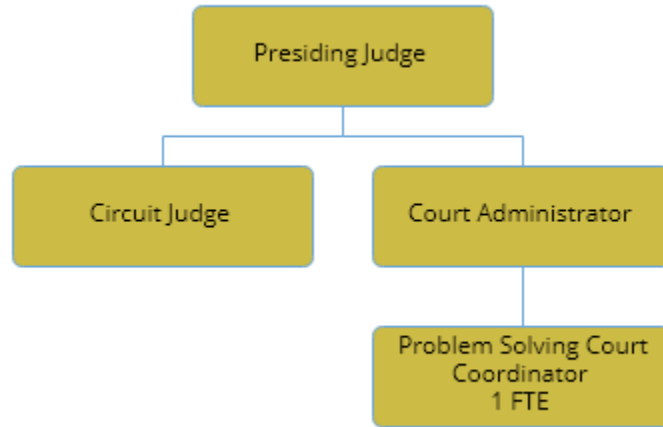 Presiding Judge
Circuit Judge
Court Administrator
Problem Solving Court
Coordinator
1 FTE